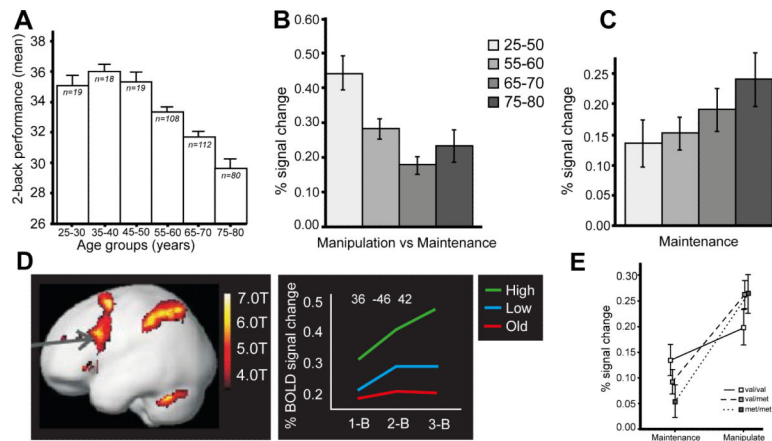 A
2-back performance (mean)
38
36
34
32
30
28
26
n=19
n=18
n=19
n=108
n=112
n=80
25-30
35-40
45-50
55-60
65-70
75-80
Age groups (years)
B
% signal change
0.60
0.50
0.40
0.30
0.20
0.10
0.00
25-50
55-60
65-70
75-80
Manipulation vs Maintenance
C
% signal change
0.25
0.20
0.15
0.10
0.05
0.00
Maintenance
D
7.0T
6.0T
5.0T
4.0T
% BOLD signal change
0.5
0.4
0.3
0.2
36 -46 42
1-B 2-B 3-B
High
Low
Old
E
% signal change
0.30
0.25
0.20
0.15
0.10
0.05
0.00
val/val
val/met
met/met
Maintenance Manipulate